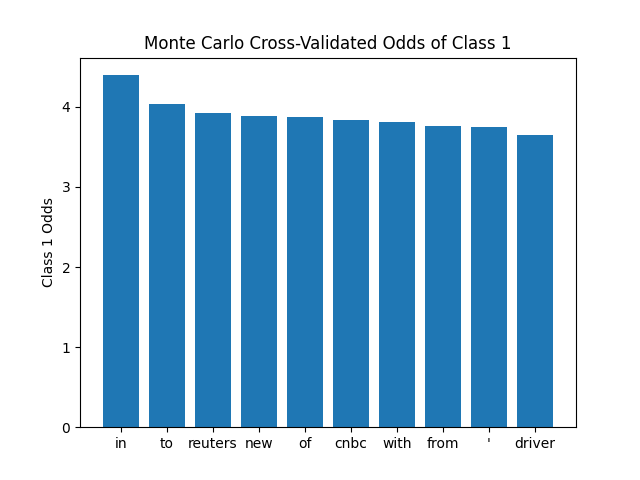 Monte Carlo Cross-Validated Odds of Class 1
Class 1 Odds
4
3
2
1
0
in to reuters new of cnbc with from ' driver